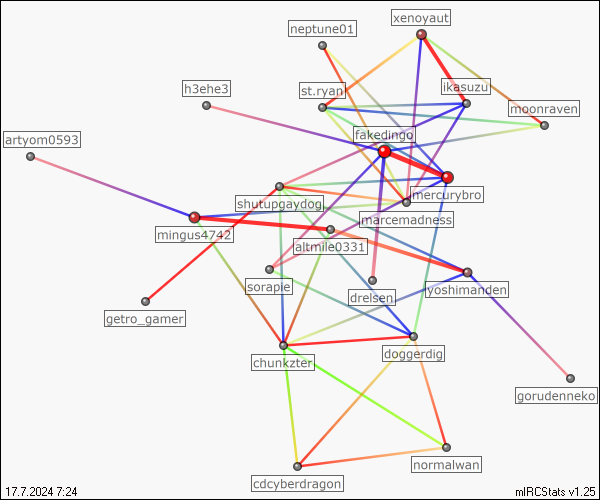 xenoyaut
neptune01
h3ehe3
st.ryan
ikasuzu
moonraven
artyom0593
fakedingo
mercurybro
shutupgaydog
marcemadness
mingus4742
altmile0331
sorapie
drelsen
yoshimanden
getro_gamer
doggerdig
chunkzter
gorudenneko
normalwan
cdcyberdragon
17.7.2024 7:24
mIRCStats v1.25